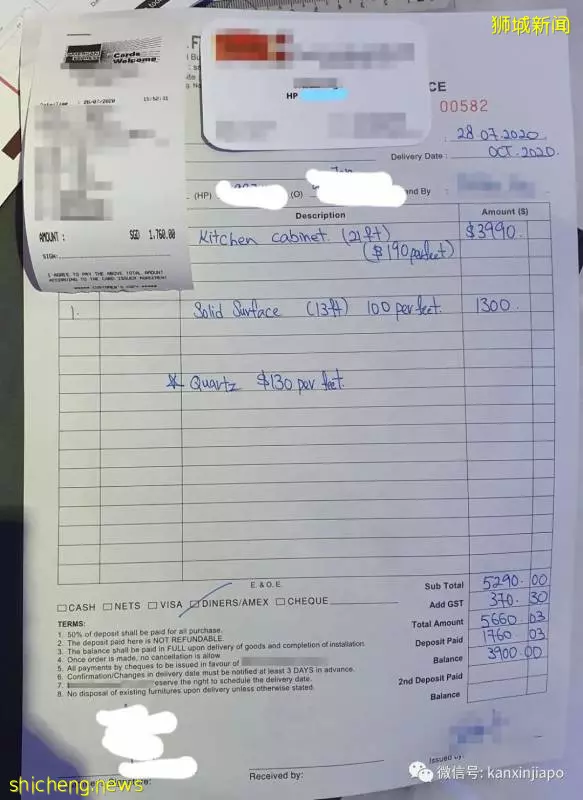 狮城新闻
Cards
Welcome
HP
CE
00582
28/07/2020 15:52:31
28.07.2020
Delivery Date : OCT.2020
(HP) (O) and By
Description Amount ($)
AMOUNT : SGD 1,760.00
SIGN:
I AGREE TO PAY THE ABOVE TOTAL AMOUNT
ACCORDING TO THE CARD ISSUER AGREEMENT
Kitchen cabinet. (21ft) $3990.
($190 per feet)
1. Solid Surface (13ft) 100 per feet. 1300.
* Quartz $130 per feet.
E. & O. E.
Sub Total 5290.00
CASH NETS VISA DINERS/AMEX CHEQUE
Add GST 370.30
Total Amount 5660.03
Deposit Paid 1760.03
Balance 3900.00
2nd Deposit Paid
Balance
TERMS:
1. 50% of deposit shall be paid for all purchase.
2. The deposit paid here is NOT REFUNDABLE.
3. The balance shall be paid in FULL upon delivery of goods and completion of installation.
4. Once order is made, no cancellation is allow.
5. All payments by cheques to be issued in favour of
6. Confirmation/Changes in delivery date must be notified at least 3 DAYS in advance.
7. reserve the right to schedule the delivery date.
8. No disposal of existing furnitures upon delivery unless otherwise stated.
Issued by:
Received by:
微信号: kanxinjiapo
shicheng.news